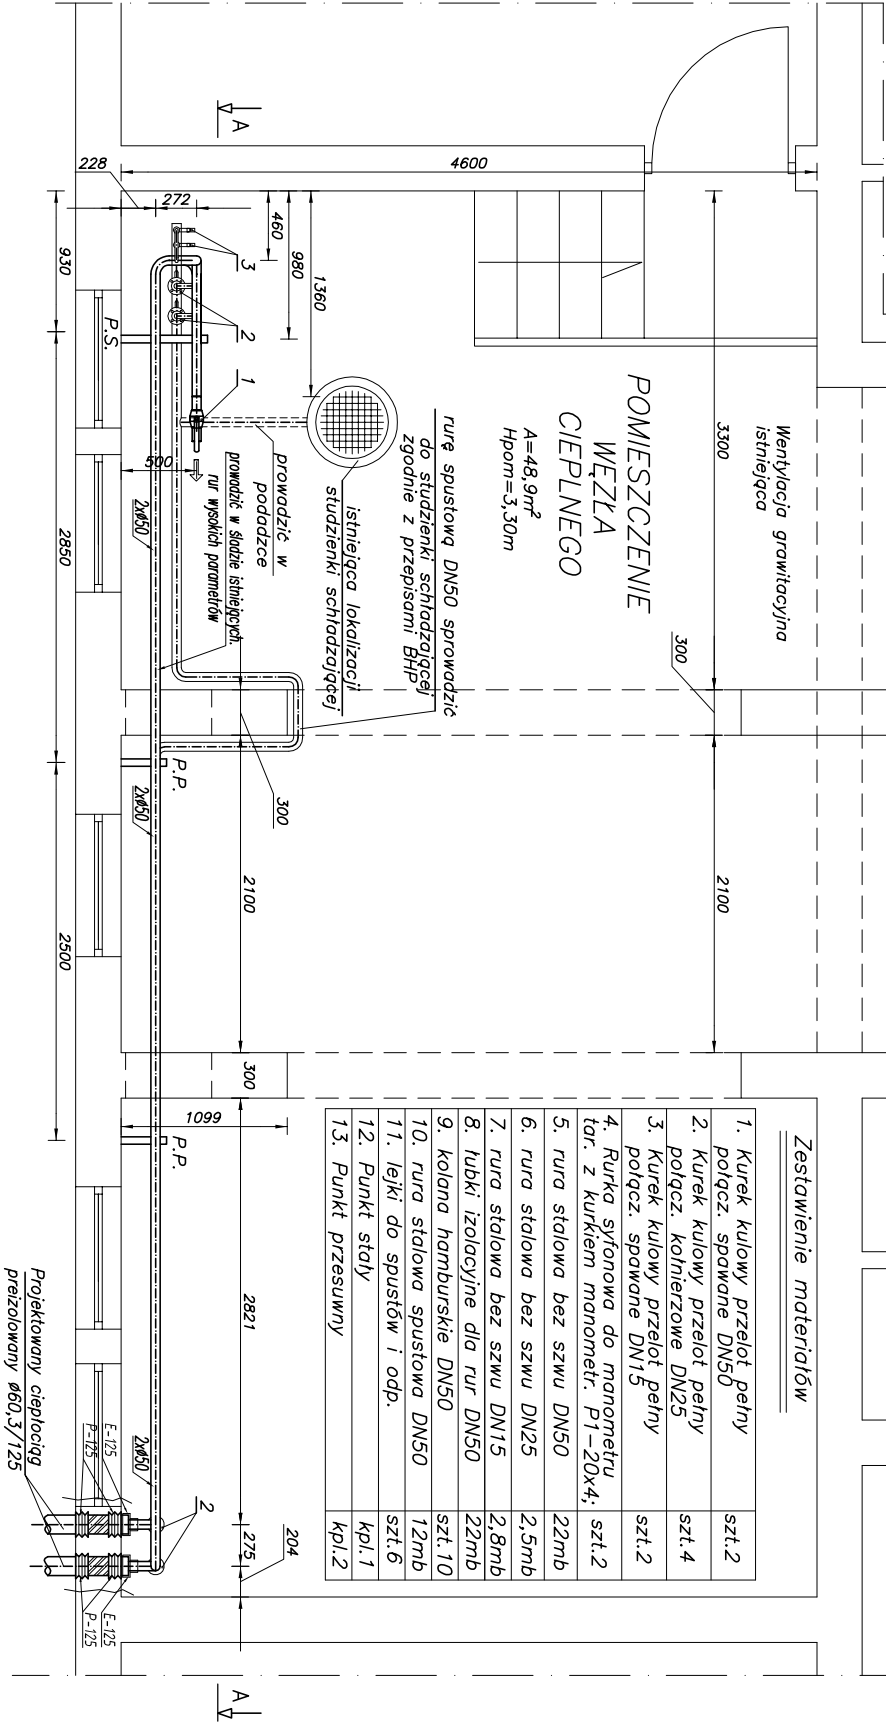 Wentylacja grawitacyjna
istniejąca
POMIESZCZENIE
WĘZŁA
CIEPLNEGO
A=48,9m²
Hpom=3,30m
rurę spustową DN50 sprowadzić
do studzienki schładzającej
zgodnie z przepisami BHP
istniejąca lokalizacji
studzienki schładzającej
prowadzić w
podadzce
prowadzić w śladzie istniejących.
rur wysokich parametrów
A
A
4600
228
272
460
980
1360
930
3300
300
2100
3
2
1
P.S.
500
2xø50
2850
300
2100
P.P.
2xø50
2500
300
1099
P.P.
2821
2xø50
2
275
204
E-125
P-125
E-125
P-125
Projektowany ciepłociąg
preizolowany ø60,3/125
Zestawienie materiałów
1. Kurek kulowy przelot pełny szt.2
połącz. spawane DN50
2. Kurek kulowy przelot pełny szt.4
połącz. kołnierzowe DN25
3. Kurek kulowy przelot pełny szt.2
połącz. spawane DN15
4. Rurka syfonowa do manometru szt.2
tar. z kurkiem manometr. P1-20x4;
5. rura stalowa bez szwu DN50 22mb
6. rura stalowa bez szwu DN25 2,5mb
7. rura stalowa bez szwu DN15 2,8mb
8. łubki izolacyjne dla rur DN50 22mb
9. kolana hamburskie DN50 szt.10
10. rura stalowa spustowa DN50 12mb
11. lejki do spustów i odp. szt.6
12. Punkt stały kpl.1
13. Punkt przesuwny kpl.2